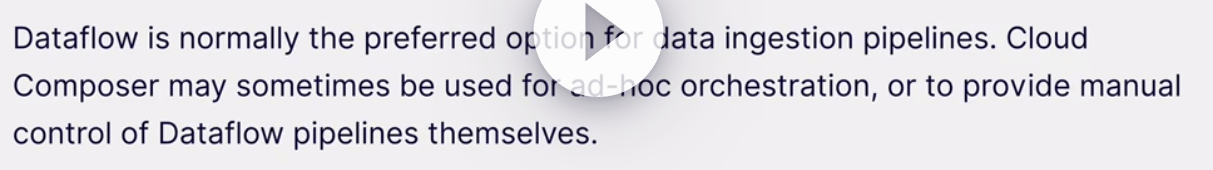 Dataflow is normally the preferred option for data ingestion pipelines. Cloud
Composer may sometimes be used for ad-hoc orchestration, or to provide manual
control of Dataflow pipelines themselves.